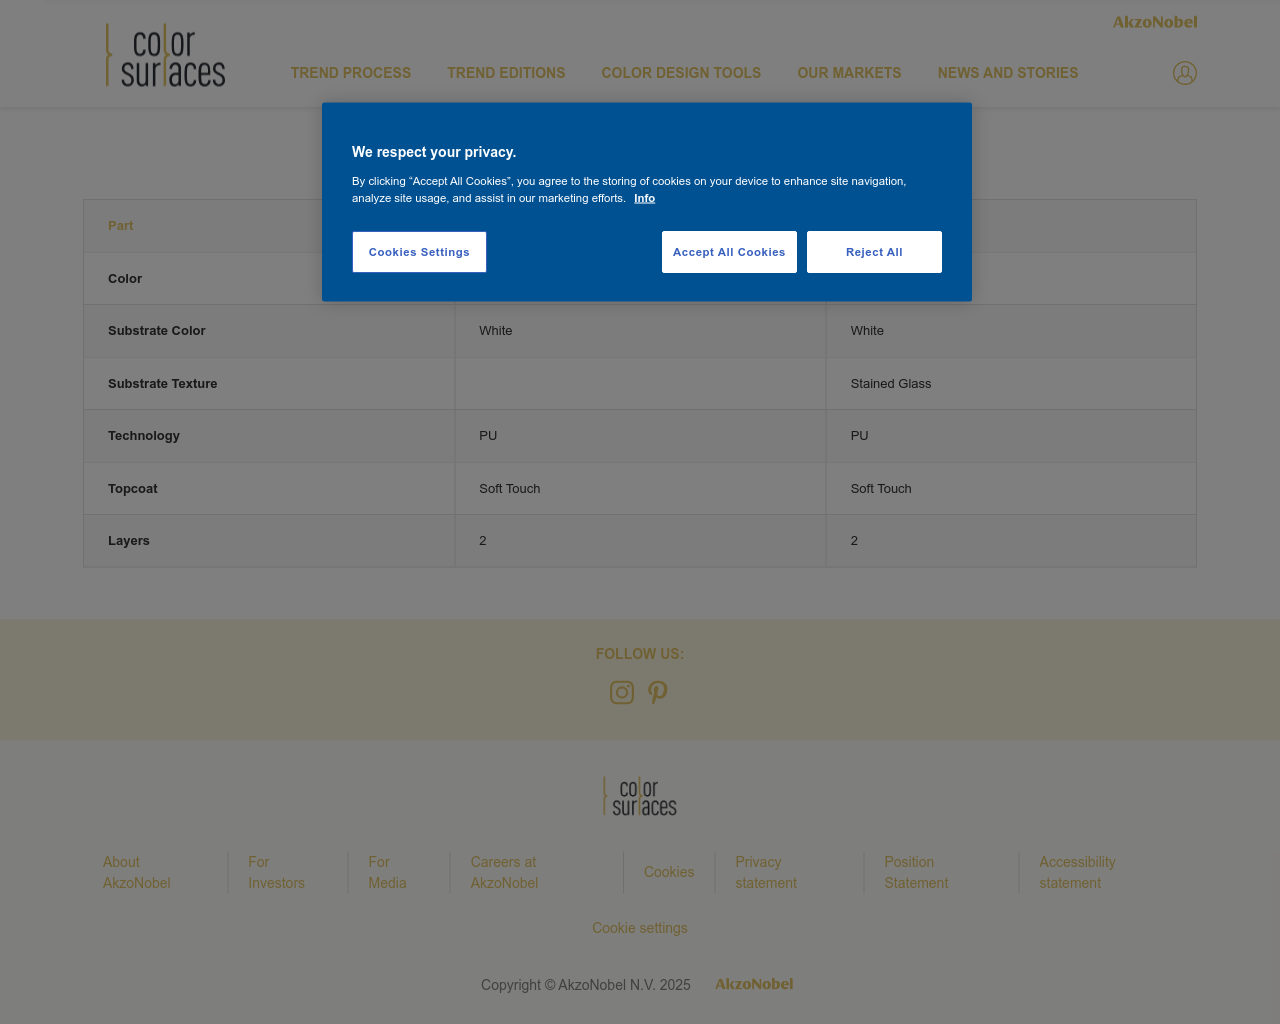 AkzoNobel
color
surfaces
TREND PROCESS TREND EDITIONS COLOR DESIGN TOOLS OUR MARKETS NEWS AND STORIES
We respect your privacy.
By clicking “Accept All Cookies”, you agree to the storing of cookies on your device to enhance site navigation,
analyze site usage, and assist in our marketing efforts. Info
Cookies Settings Accept All Cookies Reject All
Part
Color
Substrate Color White White
Substrate Texture Stained Glass
Technology PU PU
Topcoat Soft Touch Soft Touch
Layers 2 2
FOLLOW US:
color
surfaces
About
AkzoNobel
For
Investors
For
Media
Careers at
AkzoNobel
Cookies
Privacy
statement
Position
Statement
Accessibility
statement
Cookie settings
Copyright © AkzoNobel N.V. 2025 AkzoNobel